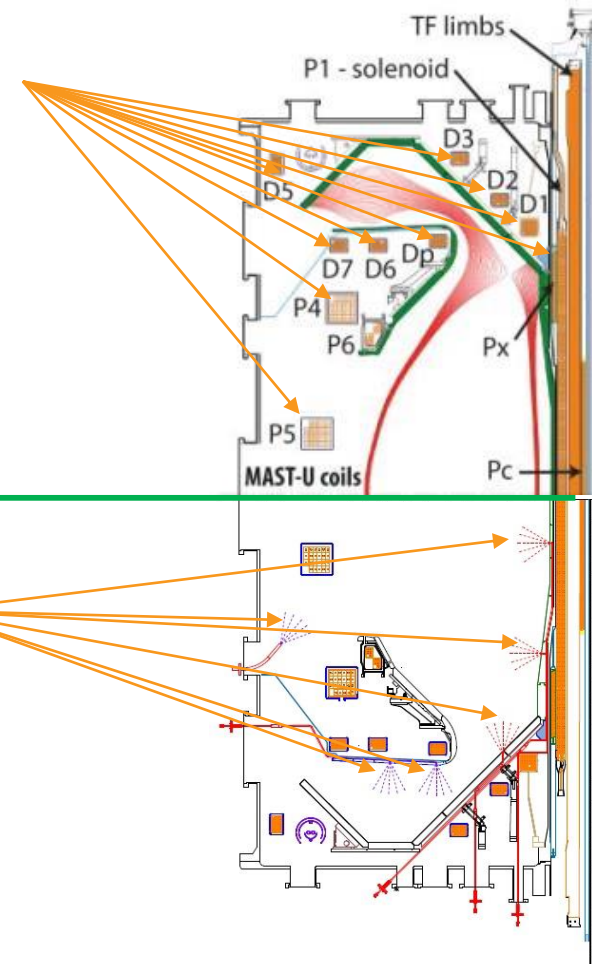 TF limbs
P1 - solenoid
D3
D5
D2
D1
D7
D6
Dp
P4
P6
Px
P5
MAST-U coils
Pc